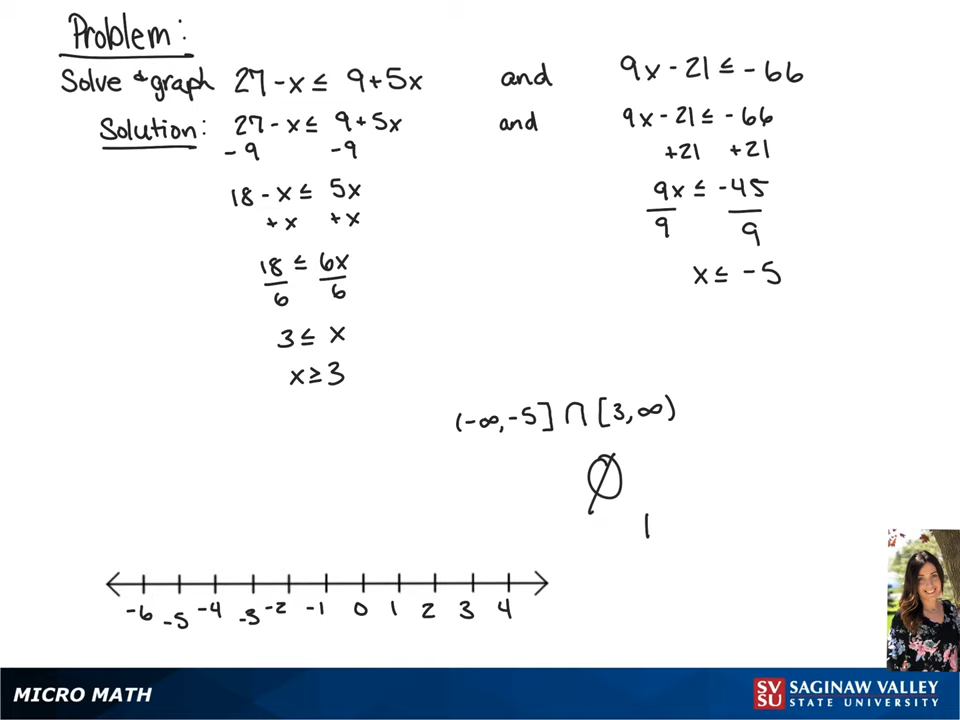 Problem:
Solve & graph 27 - x ≤ 9 + 5x and 9x - 21 ≤ - 66
Solution: 27 - x ≤ 9 + 5x and 9x - 21 ≤ - 66
- 9 - 9 + 21 + 21
18 - x ≤ 5x 9x ≤ - 45
+ x + x 9 9
18 ≤ 6x x ≤ - 5
6 6
3 ≤ x
x ≥ 3
(-∞, -5] ∩ [3, ∞)
∅
-6 -5 -4 -3 -2 -1 0 1 2 3 4
MICRO MATH
SVSU SAGINAW VALLEY
STATE UNIVERSITY